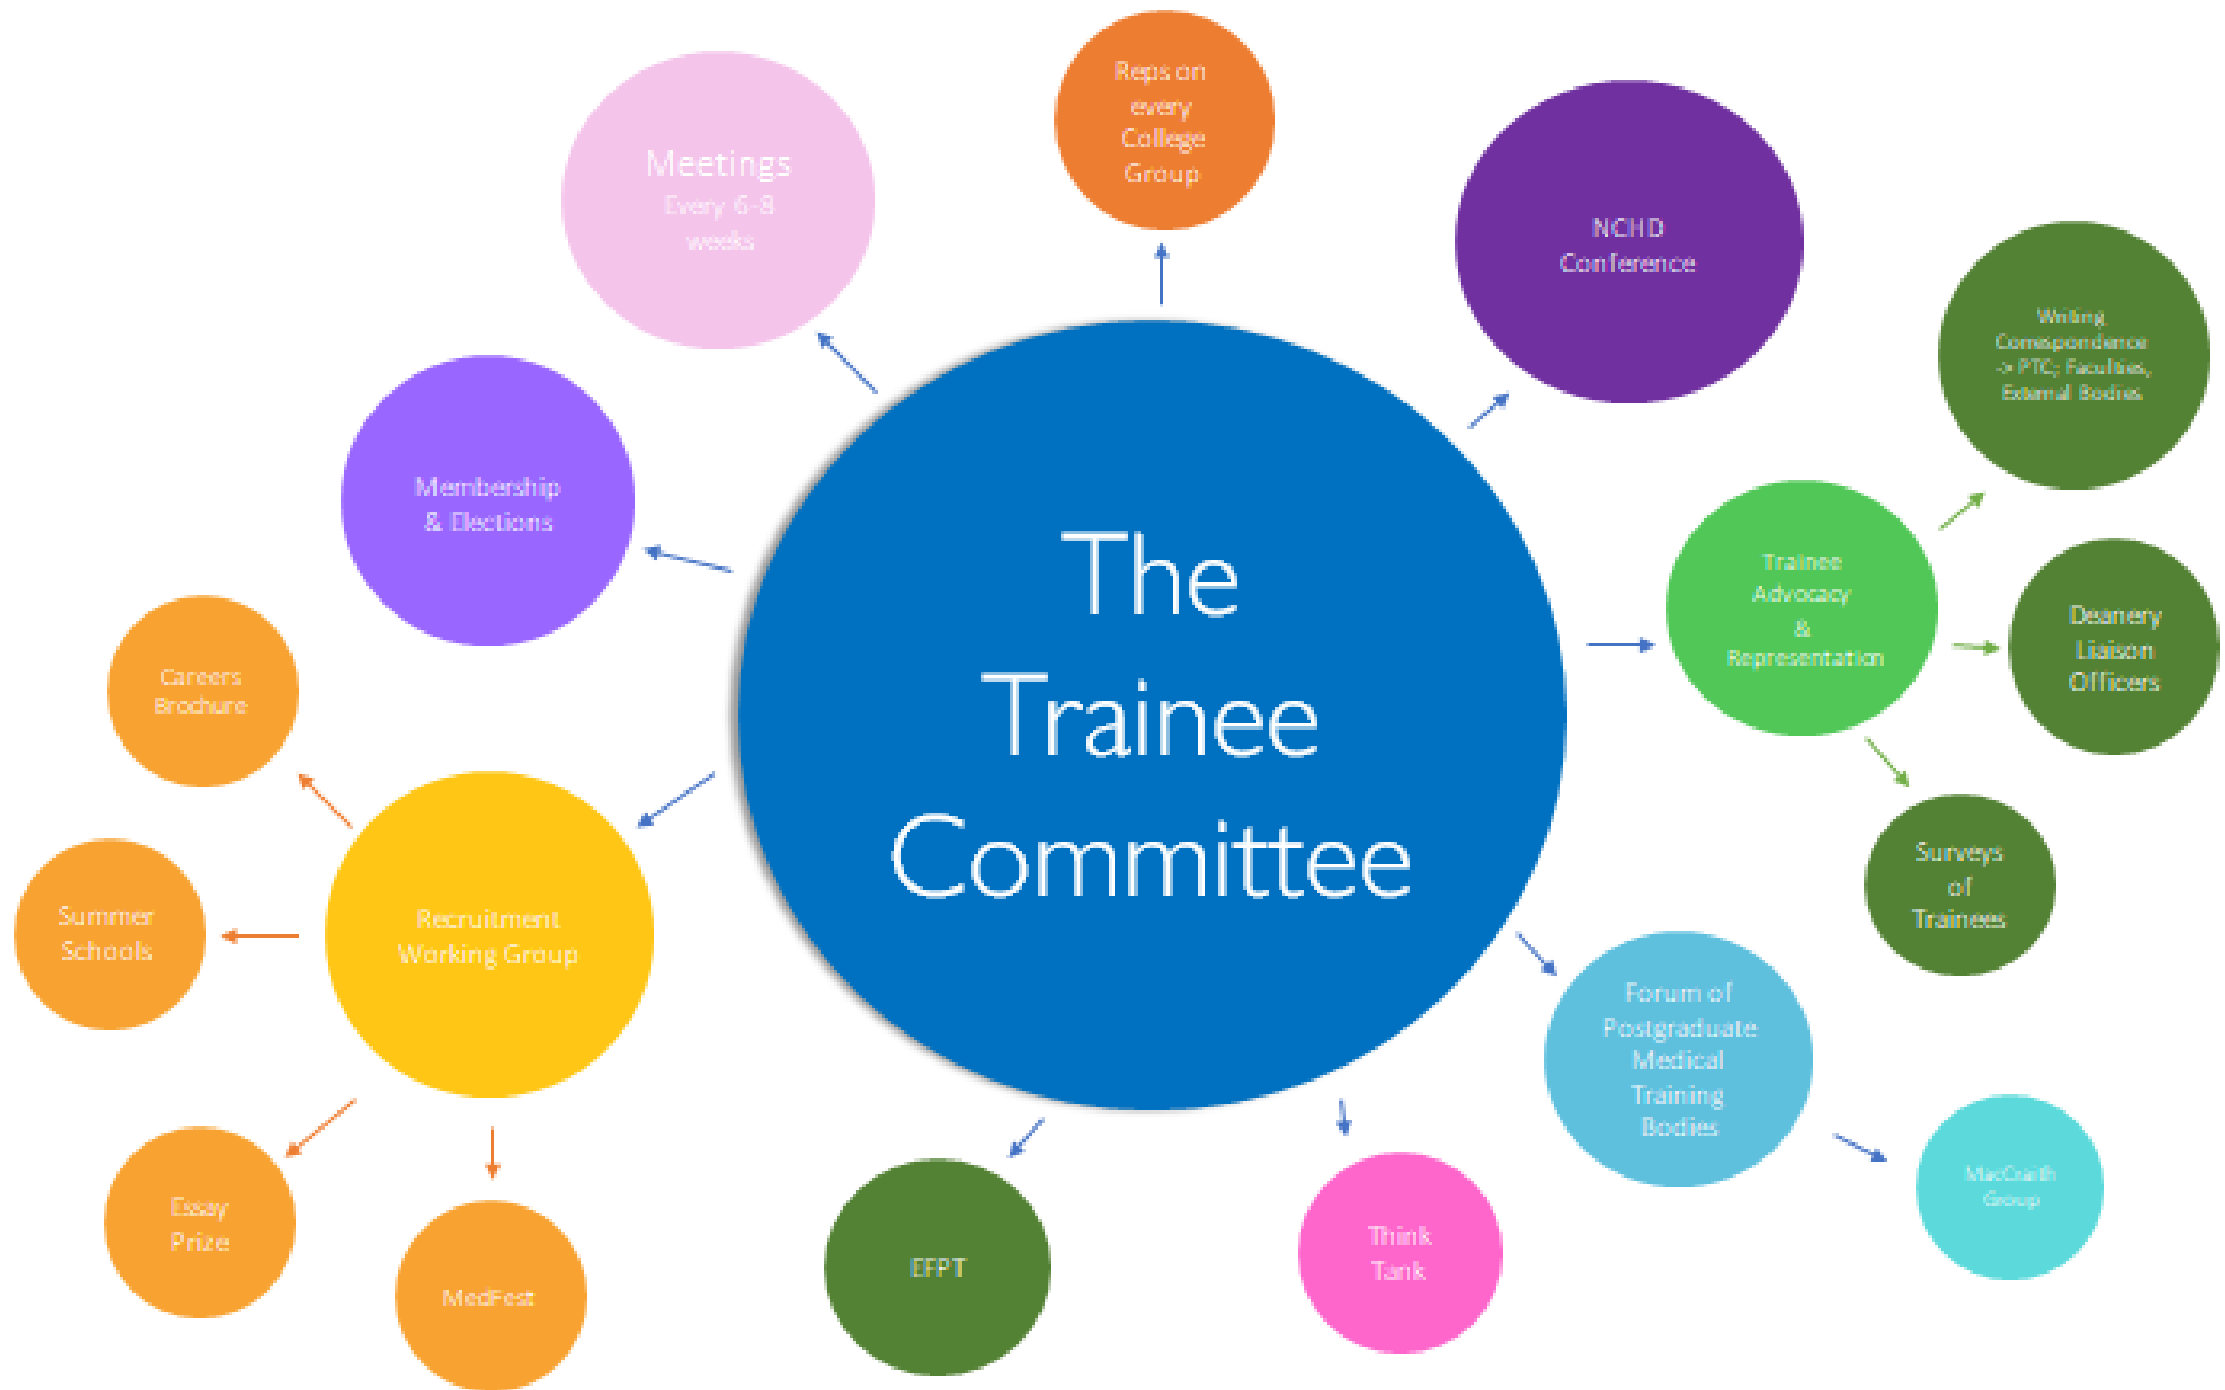 Reps on
every
College
Group
Meetings
Every 6-8
weeks
NCHD
Conference
Writing
Correspondence
-> PTC; Faculties,
External Bodies
Membership
& Elections
The
Trainee
Committee
Trainee
Advocacy
&
Representation
Deanery
Liaison
Officers
Careers
Brochure
Surveys
of
Trainees
Summer
Schools
Recruitment
Working Group
Forum of
Postgraduate
Medical
Training
Bodies
MacCraith
Group
Essay
Prize
MedFest
EFPT
Think
Tank